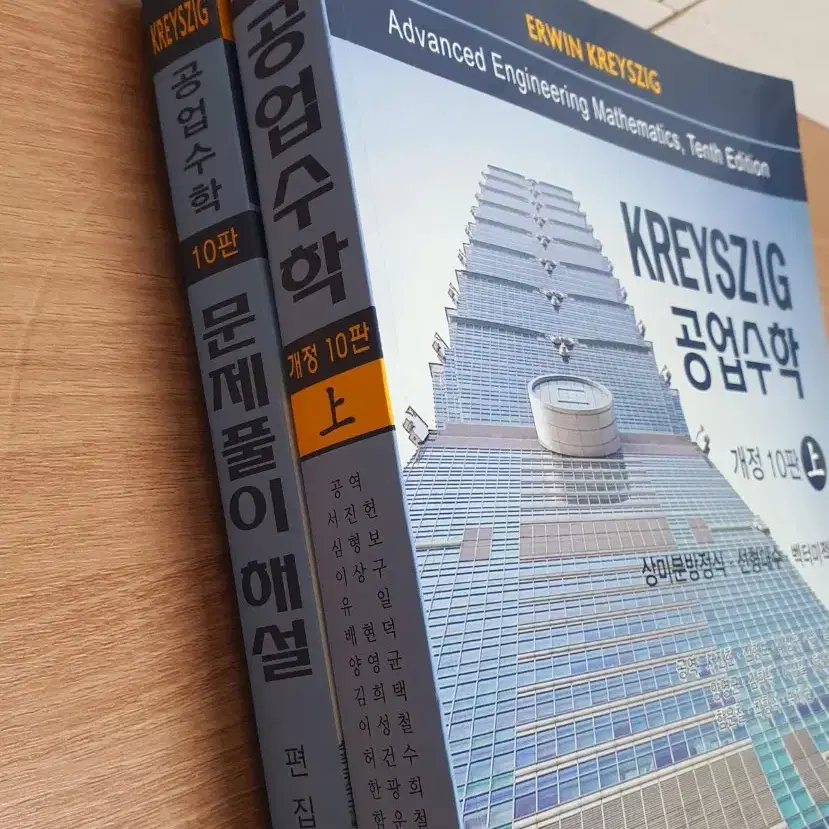 KREYSZIG 공업수학 10판 문제풀이 해설 편집
공업수학 개정 10판 上
공역
서진헌
심형보
이상구
유일
배현덕
양영균
김희택
이성철
허건수
한광희
함운철
ERWIN KREYSZIG
Advanced Engineering Mathematics, Tenth Edition
KREYSZIG
공업수학
개정 10판 上
상미분방정식 · 선형대수 · 벡터미적
공역